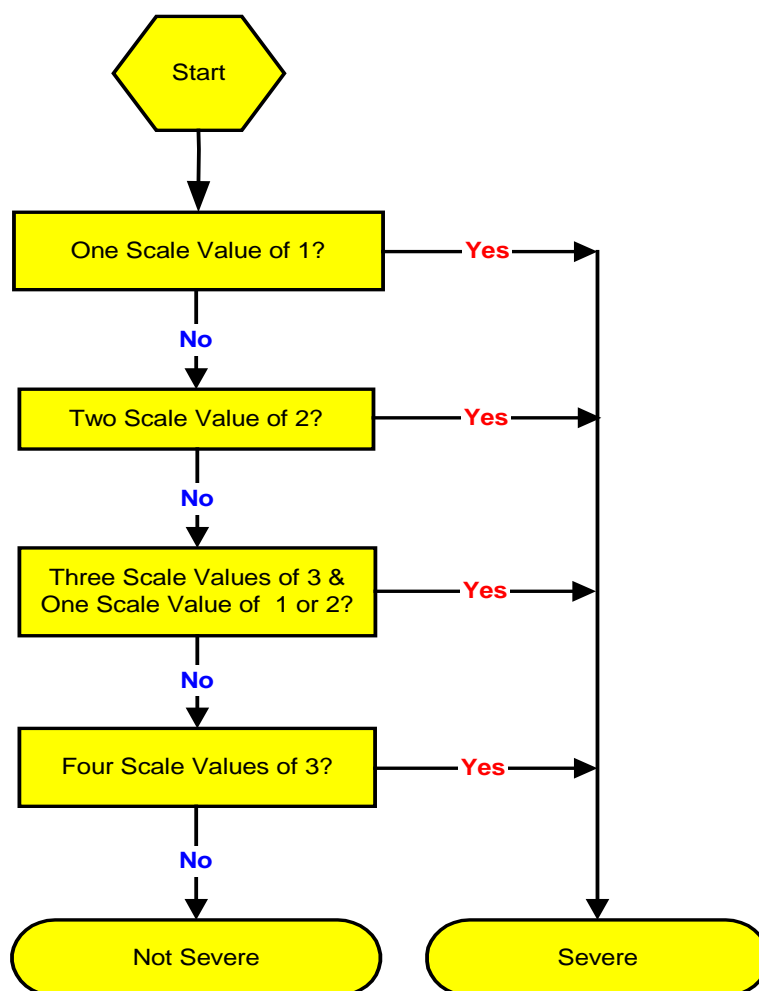 Start
One Scale Value of 1?
Yes
No
Two Scale Value of 2?
Yes
No
Three Scale Values of 3 &
One Scale Value of  1 or 2?
Yes
No
Four Scale Values of 3?
Yes
No
Not Severe
Severe